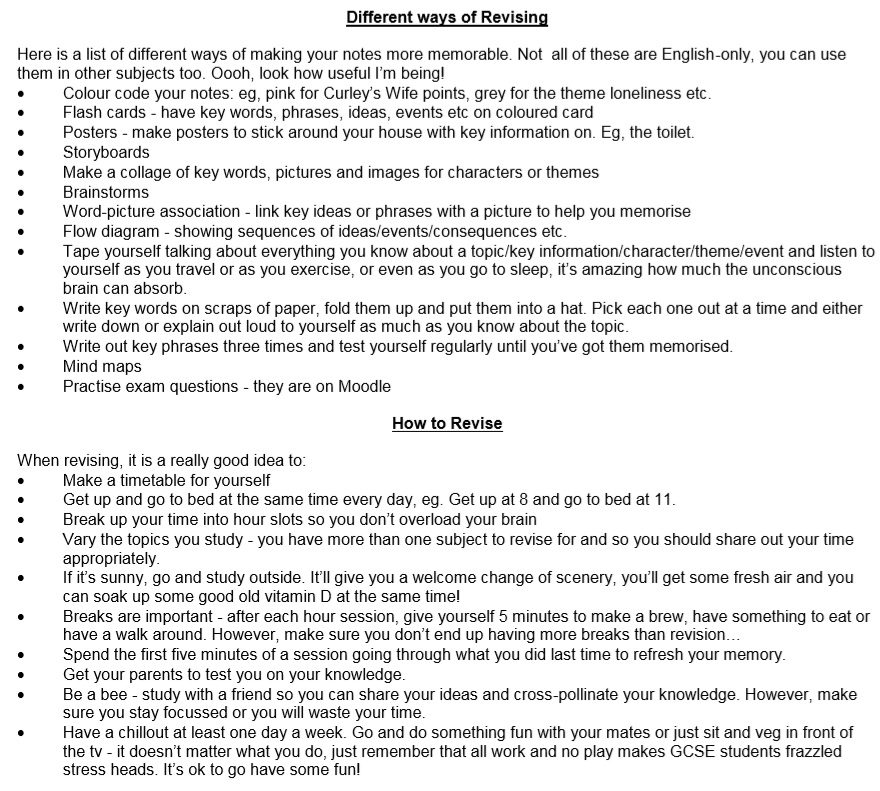 Different ways of Revising
Here is a list of different ways of making your notes more memorable. Not  all of these are English-only, you can use
them in other subjects too. Oooh, look how useful I'm being!
• Colour code your notes: eg, pink for Curley's Wife points, grey for the theme loneliness etc.
• Flash cards - have key words, phrases, ideas, events etc on coloured card
• Posters - make posters to stick around your house with key information on. Eg, the toilet.
• Storyboards
• Make a collage of key words, pictures and images for characters or themes
• Brainstorms
• Word-picture association - link key ideas or phrases with a picture to help you memorise
• Flow diagram - showing sequences of ideas/events/consequences etc.
• Tape yourself talking about everything you know about a topic/key information/character/theme/event and listen to
yourself as you travel or as you exercise, or even as you go to sleep, it's amazing how much the unconscious
brain can absorb.
• Write key words on scraps of paper, fold them up and put them into a hat. Pick each one out at a time and either
write down or explain out loud to yourself as much as you know about the topic.
• Write out key phrases three times and test yourself regularly until you've got them memorised.
• Mind maps
• Practise exam questions - they are on Moodle
How to Revise
When revising, it is a really good idea to:
• Make a timetable for yourself
• Get up and go to bed at the same time every day, eg. Get up at 8 and go to bed at 11.
• Break up your time into hour slots so you don't overload your brain
• Vary the topics you study - you have more than one subject to revise for and so you should share out your time
appropriately.
• If it's sunny, go and study outside. It'll give you a welcome change of scenery, you'll get some fresh air and you
can soak up some good old vitamin D at the same time!
• Breaks are important - after each hour session, give yourself 5 minutes to make a brew, have something to eat or
have a walk around. However, make sure you don't end up having more breaks than revision…
• Spend the first five minutes of a session going through what you did last time to refresh your memory.
• Get your parents to test you on your knowledge.
• Be a bee - study with a friend so you can share your ideas and cross-pollinate your knowledge. However, make
sure you stay focussed or you will waste your time.
• Have a chillout at least one day a week. Go and do something fun with your mates or just sit and veg in front of
the tv - it doesn't matter what you do, just remember that all work and no play makes GCSE students frazzled
stress heads. It's ok to go have some fun!